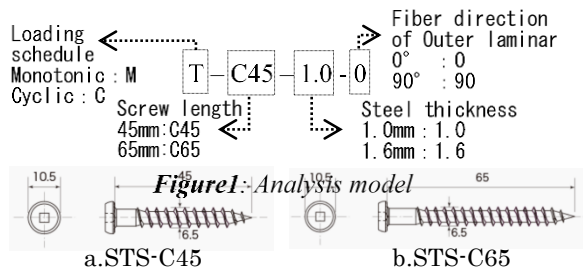 Loading
schedule
Monotonic : M
Cyclic : C
T – C45 – 1.0 - 0
Fiber direction
of Outer laminar
0° : 0
90° : 90
Screw length
45mm:C45
65mm:C65
Steel thickness
1.0mm : 1.0
1.6mm : 1.6
Figure1: Analysis model
10.5
45
6.5
10.5
65
6.5
a.STS-C45
b.STS-C65